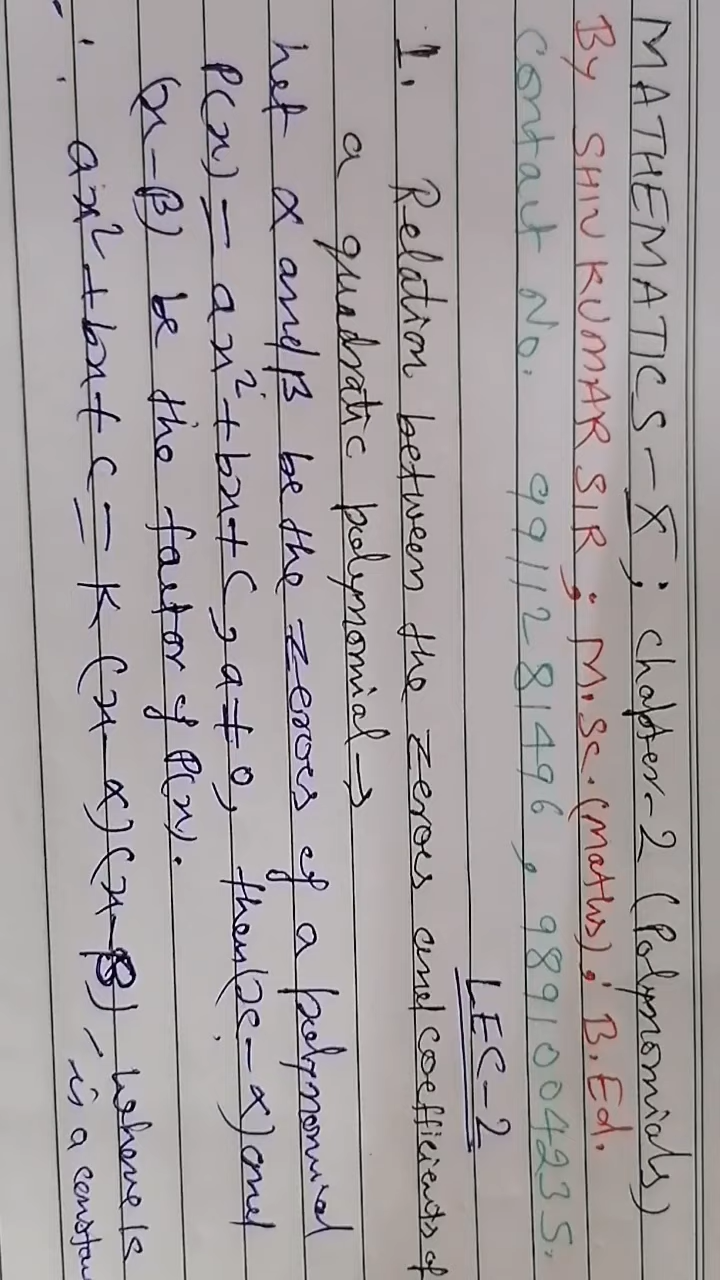 MATHEMATICS-X; Chapter-2 (Polynomials)
By SHIV KUMAR SIR; M.Sc.(Maths); B.Ed.
Contact No. 9911281496, 9891004235.
LEC-2
1. Relation between the zeroes and coefficients of
a quadratic polynomial→
Let α and β be the zeroes of a polynomial
P(x) = ax²+bx+c, a≠0, then (x-α) and
(x-β) be the factor of P(x).
∴ ax²+bx+c = K(x-α)(x-β), where K
is a constan